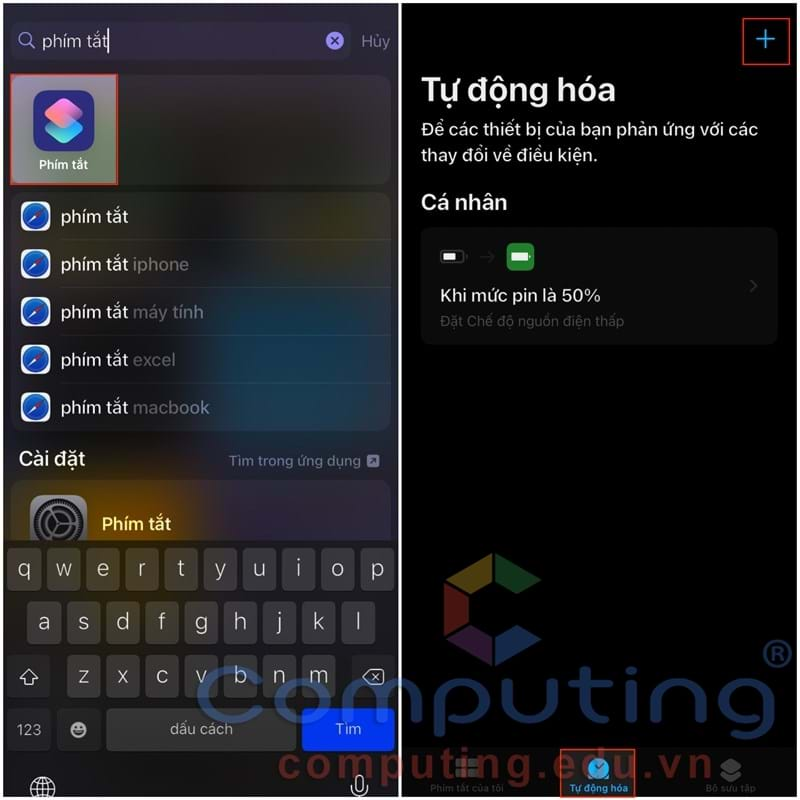 phím tắt
Hủy
Phím tắt
phím tắt
phím tắt iphone
phím tắt máy tính
phím tắt excel
phím tắt macbook
Cài đặt
Tìm trong ứng dụng
Phím tắt
q w e r t y u i o p
a s d f g h j k l
z x c v b n m
123
dấu cách
Tìm
Tự động hóa
Để các thiết bị của bạn phản ứng với các
thay đổi về điều kiện.
Cá nhân
Khi mức pin là 50%
Đặt Chế độ nguồn điện thấp
Computing ®
computing.edu.vn
Phím tắt của tôi
Tự động hóa
Bộ sưu tập